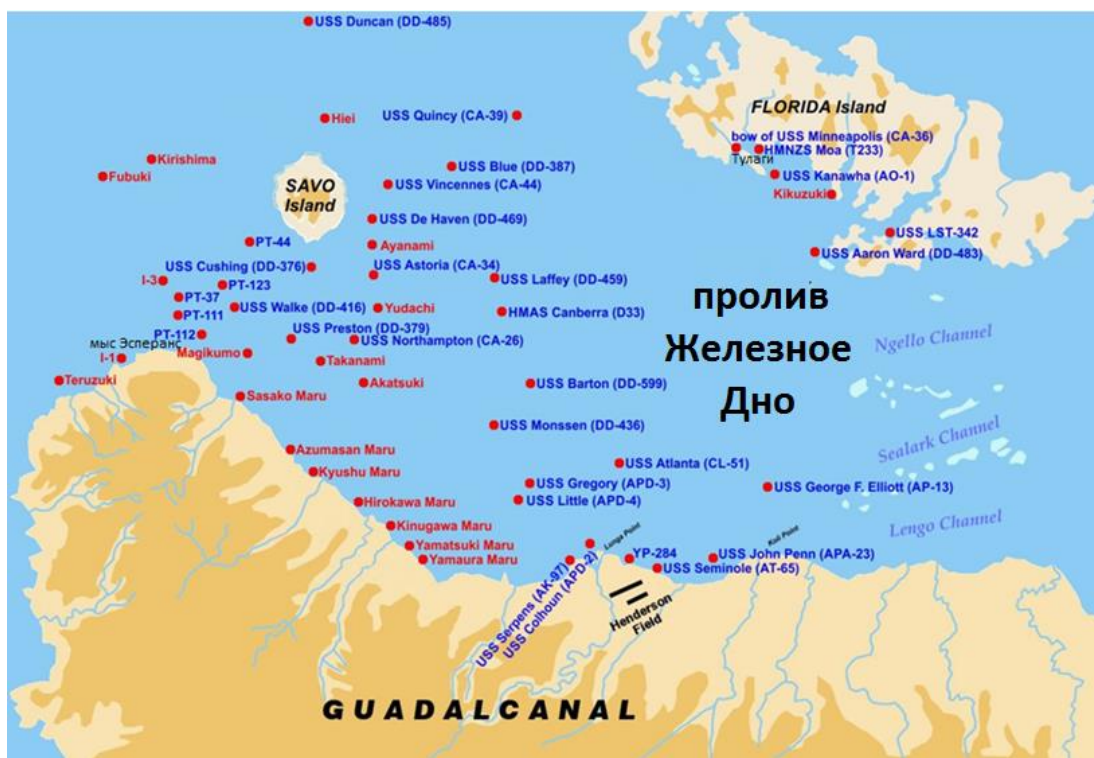 USS Duncan (DD-485)
Hiei
USS Quincy (CA-39)
FLORIDA Island
bow of USS Minneapolis (CA-36)
HMNZS Moa (T233)
Тулаги
Kirishima
Fubuki
USS Blue (DD-387)
USS Vincennes (CA-44)
USS Kanawha (AO-1)
Kikuzuki
SAVO
Island
USS De Haven (DD-469)
USS LST-342
PT-44
Ayanami
USS Aaron Ward (DD-483)
USS Cushing (DD-376)
USS Astoria (CA-34)
USS Laffey (DD-459)
I-3
PT-123
PT-37
USS Walke (DD-416)
Yudachi
HMAS Canberra (D33)
PT-111
пролив
Железное
Дно
PT-112
USS Preston (DD-379)
USS Northampton (CA-26)
Ngello Channel
мыс Эсперанс
I-1
Magikumo
Takanami
Teruzuki
Akatsuki
USS Barton (DD-599)
Sasako Maru
USS Monssen (DD-436)
Sealark Channel
Azumasan Maru
Kyushu Maru
USS Atlanta (CL-51)
USS Gregory (APD-3)
USS Little (APD-4)
USS George F. Elliott (AP-13)
Hirokawa Maru
Lengo Channel
Kinugawa Maru
Yamatsuki Maru
Yamaura Maru
Lunga Point
Koli Point
YP-284
USS John Penn (APA-23)
USS Seminole (AT-65)
USS Serpens (AK-97)
USS Colhoun (APD-2)
Henderson
Field
GUADALCANAL